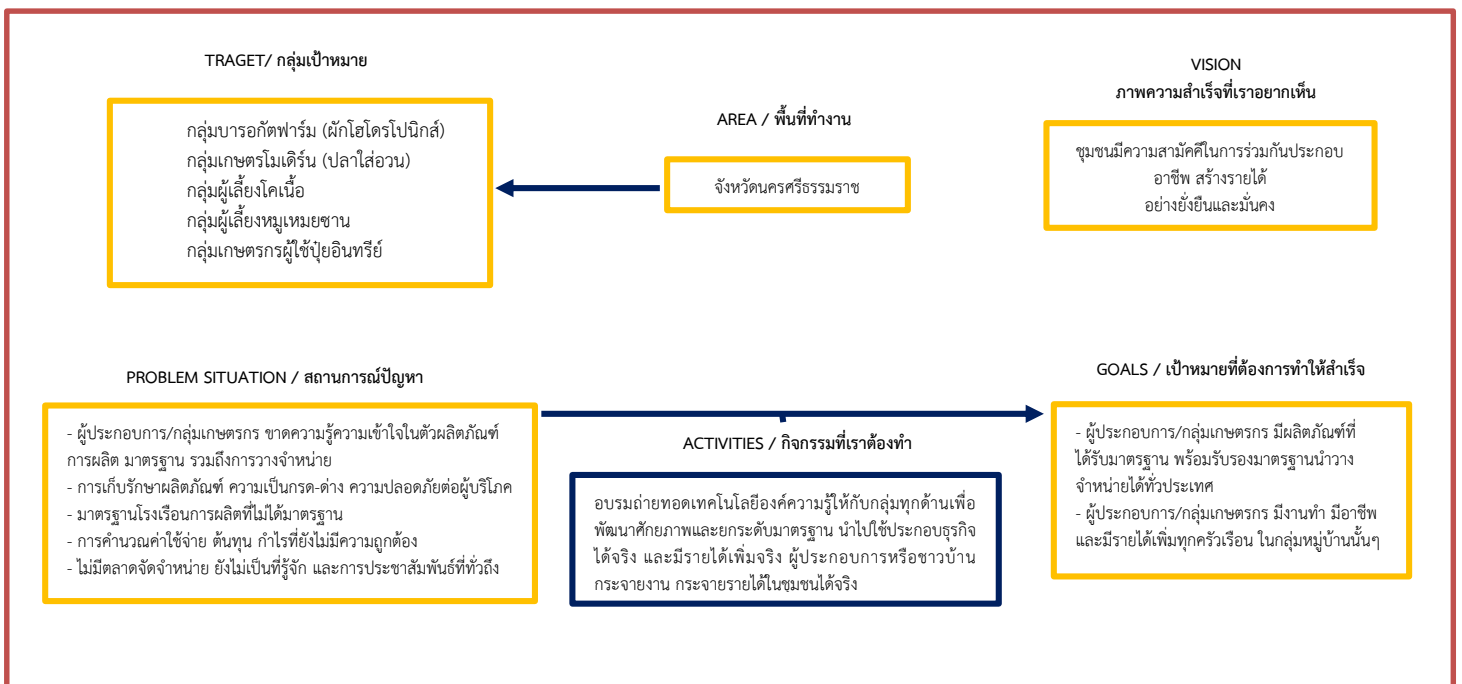 TRAGET/ กลุ่มเป้าหมาย
กลุ่มบารอกัตฟาร์ม (ผักไฮโดรโปนิกส์)
กลุ่มเกษตรโมเดิร์น (ปลาใส่อวน)
กลุ่มผู้เลี้ยงโคเนื้อ
กลุ่มผู้เลี้ยงหมูเหมยซาน
กลุ่มเกษตรกรผู้ใช้ปุ๋ยอินทรีย์
AREA / พื้นที่ทำงาน
จังหวัดนครศรีธรรมราช
VISION
ภาพความสำเร็จที่เราอยากเห็น
ชุมชนมีความสามัคคีในการร่วมกันประกอบ
อาชีพ สร้างรายได้
อย่างยั่งยืนและมั่นคง
PROBLEM SITUATION / สถานการณ์ปัญหา
- ผู้ประกอบการ/กลุ่มเกษตรกร ขาดความรู้ความเข้าใจในตัวผลิตภัณฑ์
การผลิต มาตรฐาน รวมถึงการวางจำหน่าย
- การเก็บรักษาผลิตภัณฑ์ ความเป็นกรด-ด่าง ความปลอดภัยต่อผู้บริโภค
- มาตรฐานโรงเรือนการผลิตที่ไม่ได้มาตรฐาน
- การคำนวณค่าใช้จ่าย ต้นทุน กำไรที่ยังไม่มีความถูกต้อง
- ไม่มีตลาดจัดจำหน่าย ยังไม่เป็นที่รู้จัก และการประชาสัมพันธ์ที่ทั่วถึง
ACTIVITIES / กิจกรรมที่เราต้องทำ
อบรมถ่ายทอดเทคโนโลยีองค์ความรู้ให้กับกลุ่มทุกด้านเพื่อ
พัฒนาศักยภาพและยกระดับมาตรฐาน นำไปใช้ประกอบธุรกิจ
ได้จริง และมีรายได้เพิ่มจริง ผู้ประกอบการหรือชาวบ้าน
กระจายงาน กระจายรายได้ในชุมชนได้จริง
GOALS / เป้าหมายที่ต้องการทำให้สำเร็จ
- ผู้ประกอบการ/กลุ่มเกษตรกร มีผลิตภัณฑ์ที่
ได้รับมาตรฐาน พร้อมรับรองมาตรฐานนำวาง
จำหน่ายได้ทั่วประเทศ
- ผู้ประกอบการ/กลุ่มเกษตรกร มีงานทำ มีอาชีพ
และมีรายได้เพิ่มทุกครัวเรือน ในกลุ่มหมู่บ้านนั้นๆ